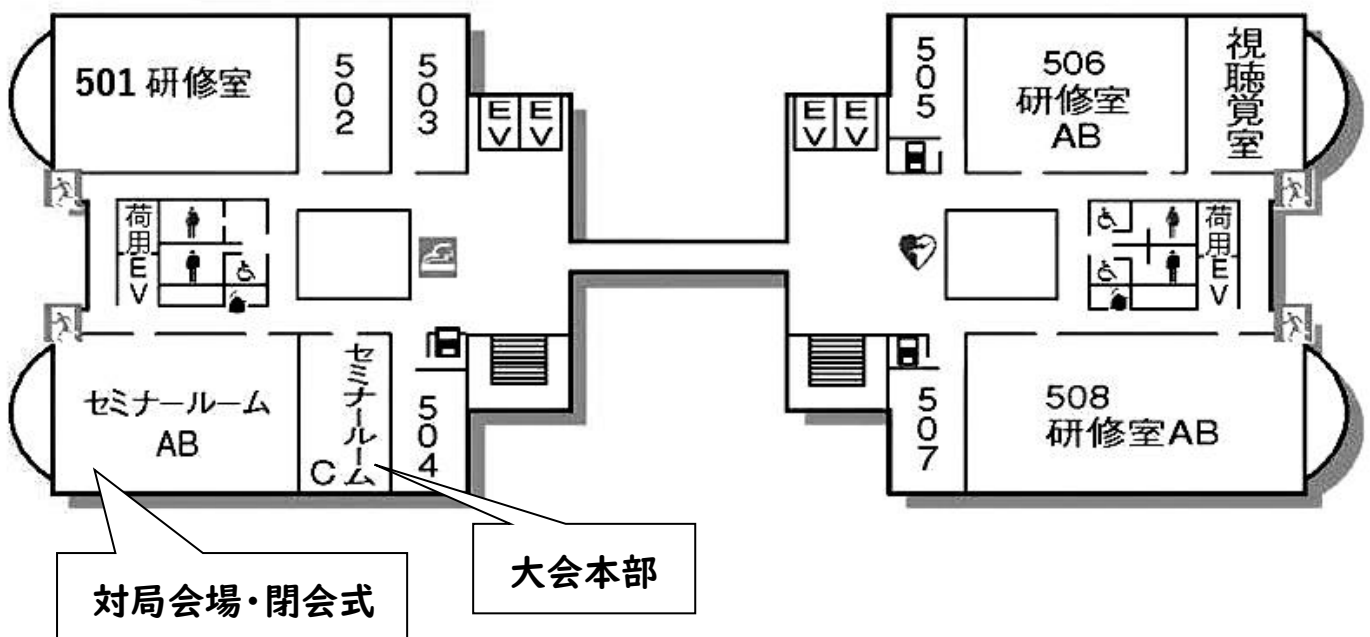 501 研修室
502
503
EV
EV
EV
EV
505
506
研修室
AB
視聴覚室
荷用EV
荷用EV
セミナールーム
AB
セミナールーム
C
504
507
508
研修室AB
対局会場・閉会式
大会本部